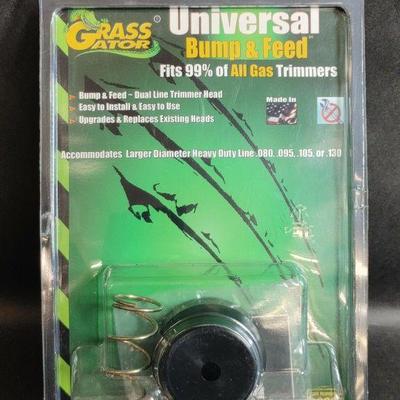 GRASS
GATOR ®
Universal
Bump & Feed™
Fits 99% of All Gas Trimmers
Bump & Feed ~ Dual Line Trimmer Head
Easy to Install & Easy to Use
Upgrades & Replaces Existing Heads
Made In
Accommodates Larger Diameter Heavy Duty Line .080, .095, .105, or .130